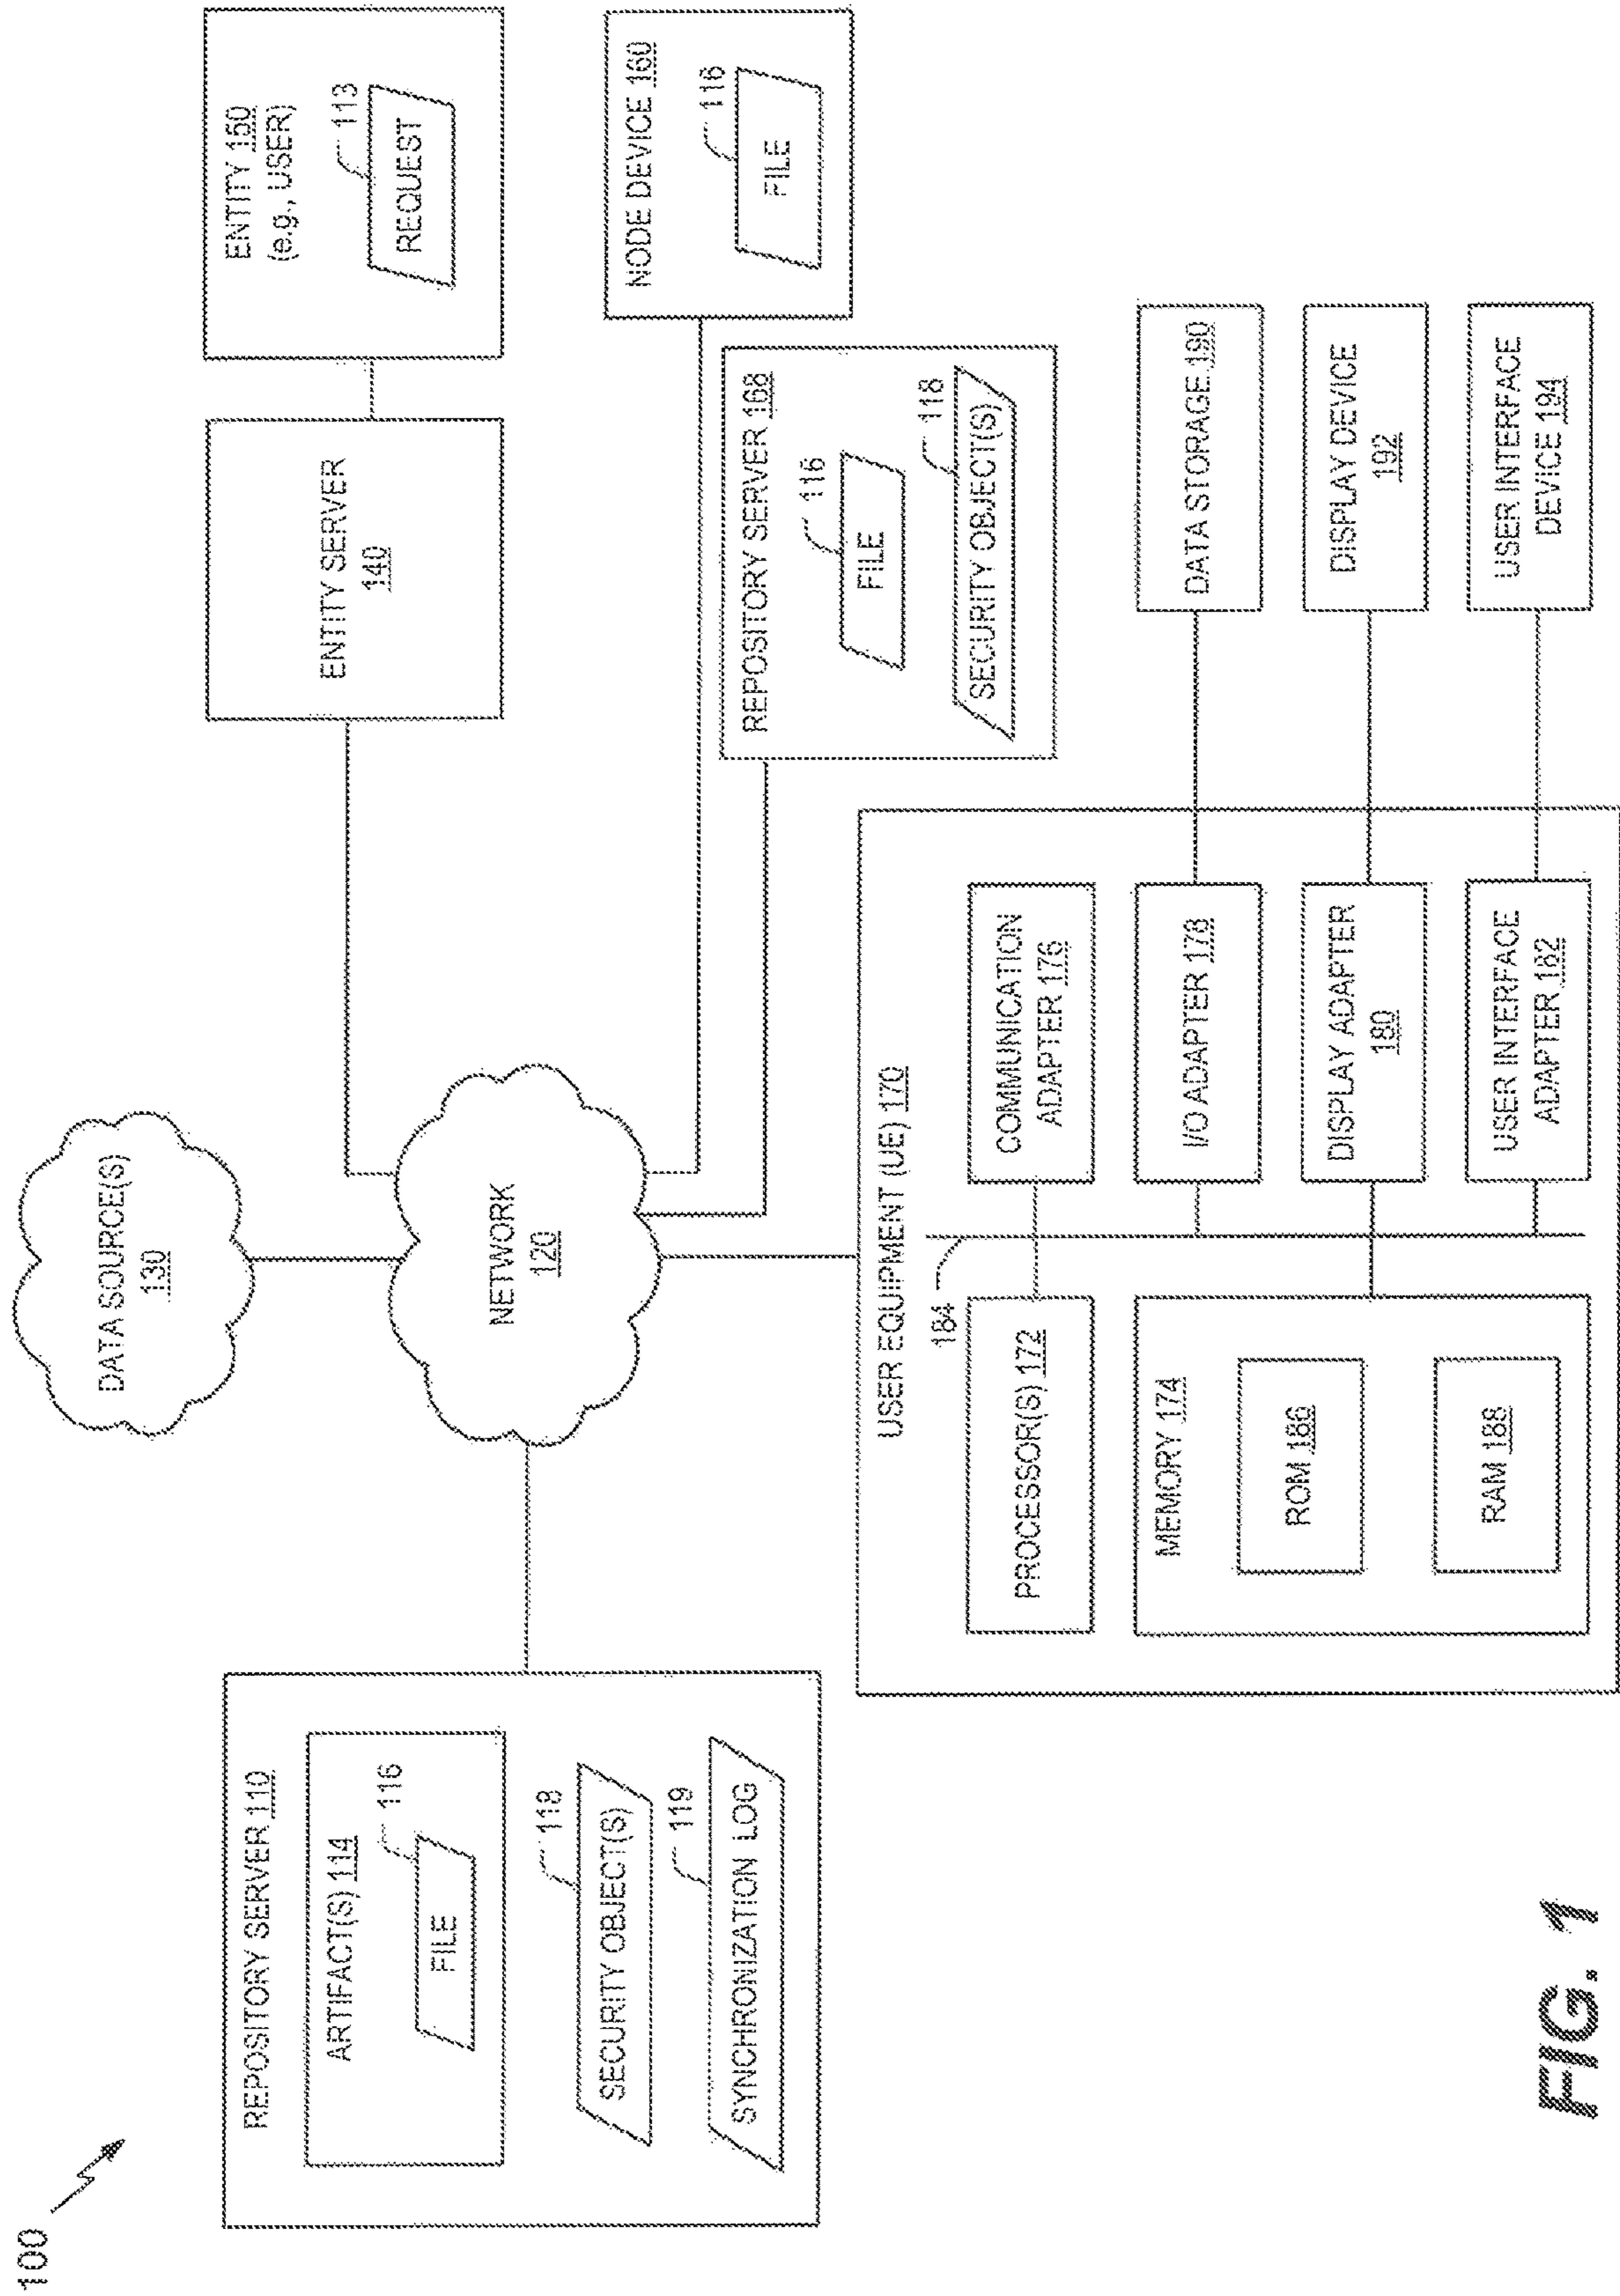 100
DATA SOURCE(S)
130
REPOSITORY SERVER 110
ARTIFACT(S) 114
116
FILE
118
SECURITY OBJECT(S)
119
SYNCHRONIZATION LOG
NETWORK
120
ENTITY SERVER
140
ENTITY 150
(e.g., USER)
113
REQUEST
NODE DEVICE 160
116
FILE
REPOSITORY SERVER 168
116
FILE
118
SECURITY OBJECT(S)
USER EQUIPMENT (UE) 170
184
PROCESSOR(S) 172
COMMUNICATION
ADAPTER 176
MEMORY 174
ROM 186
RAM 188
I/O ADAPTER 178
DISPLAY ADAPTER
180
USER INTERFACE
ADAPTER 182
DATA STORAGE 190
DISPLAY DEVICE
192
USER INTERFACE
DEVICE 194
FIG. 1